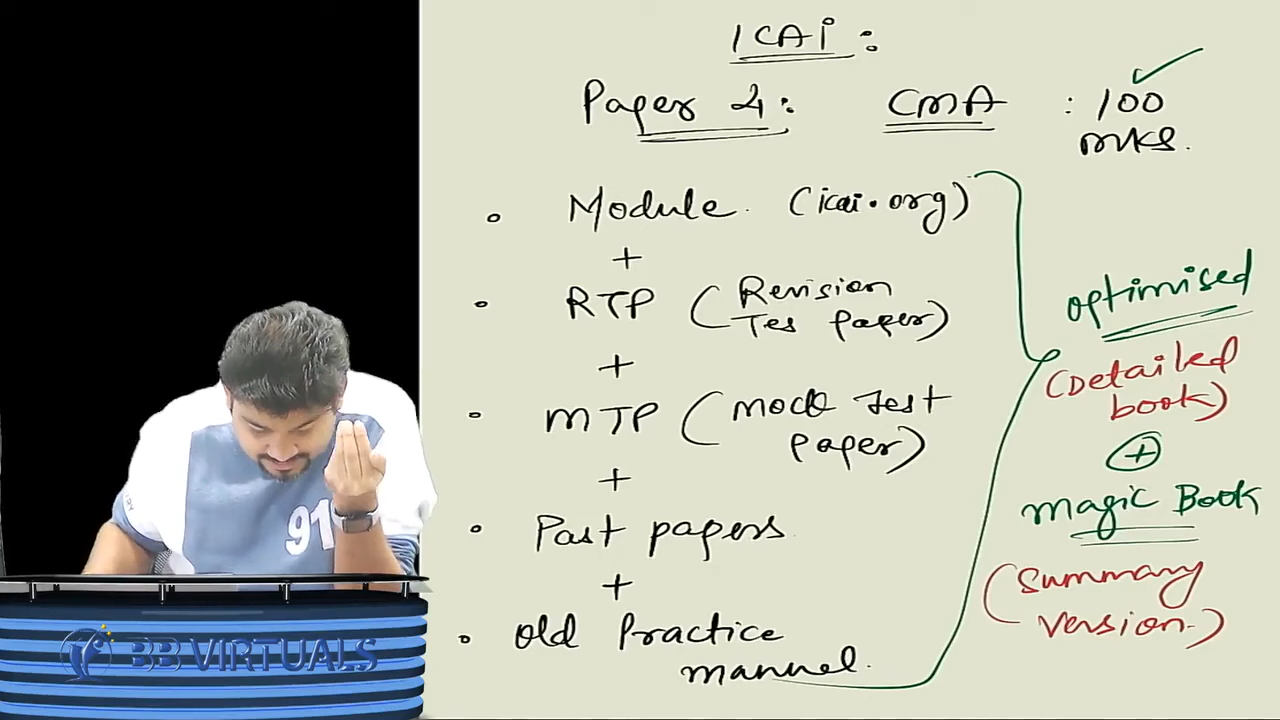 ICAI :
Paper 4 : CMA : 100
mks.
• Module. (icai.org)
+
• RTP (Revision
Tes paper)
+
• MTP (Mock Test
paper)
+
• Past papers
+
• Old Practice
manuel.
Optimised
(Detailed
book)
+
Magic Book
(Summary
version.)
91
BB VIRTUALS